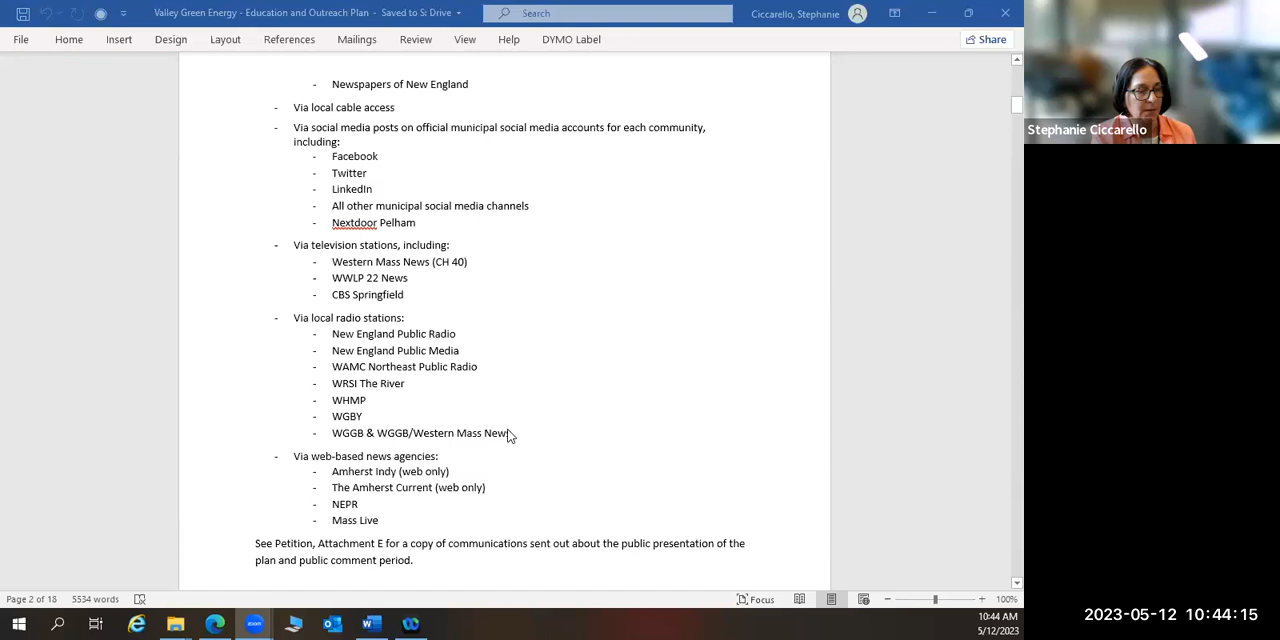 Valley Green Energy - Education and Outreach Plan - Saved to S: Drive
Search
Ciccarello, Stephanie
File Home Insert Design Layout References Mailings Review View Help DYMO Label
Share
- Newspapers of New England
- Via local cable access
- Via social media posts on official municipal social media accounts for each community,
including:
- Facebook
- Twitter
- LinkedIn
- All other municipal social media channels
- Nextdoor Pelham
- Via television stations, including:
- Western Mass News (CH 40)
- WWLP 22 News
- CBS Springfield
- Via local radio stations:
- New England Public Radio
- New England Public Media
- WAMC Northeast Public Radio
- WRSI The River
- WHMP
- WGBY
- WGGB & WGGB/Western Mass News
- Via web-based news agencies:
- Amherst Indy (web only)
- The Amherst Current (web only)
- NEPR
- Mass Live
See Petition, Attachment E for a copy of communications sent out about the public presentation of the
plan and public comment period.
Page 2 of 18 5534 words
Focus
100%
zoom
10:44 AM
5/12/2023
Stephanie Ciccarello
2023-05-12 10:44:15